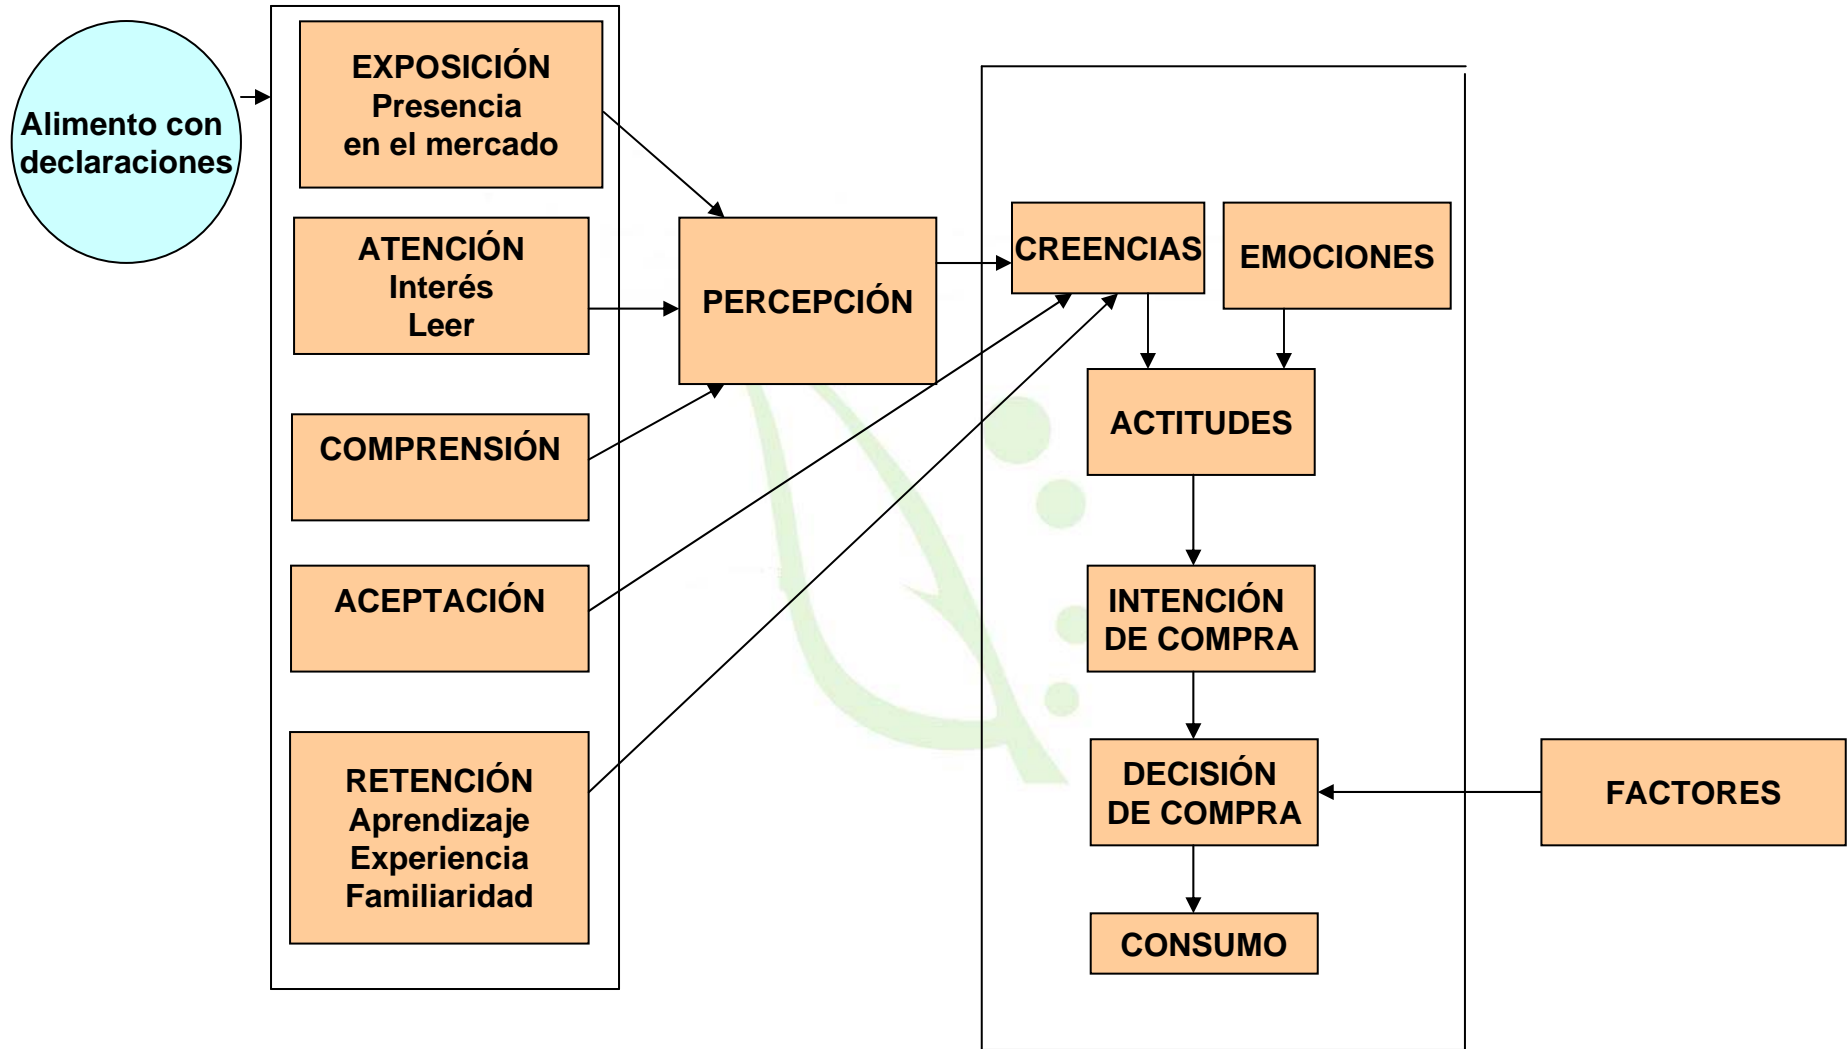 Alimento con
declaraciones
EXPOSICIÓN
Presencia
en el mercado
ATENCIÓN
Interés
Leer
COMPRENSIÓN
ACEPTACIÓN
RETENCIÓN
Aprendizaje
Experiencia
Familiaridad
PERCEPCIÓN
CREENCIAS
EMOCIONES
ACTITUDES
INTENCIÓN
DE COMPRA
DECISIÓN
DE COMPRA
CONSUMO
FACTORES